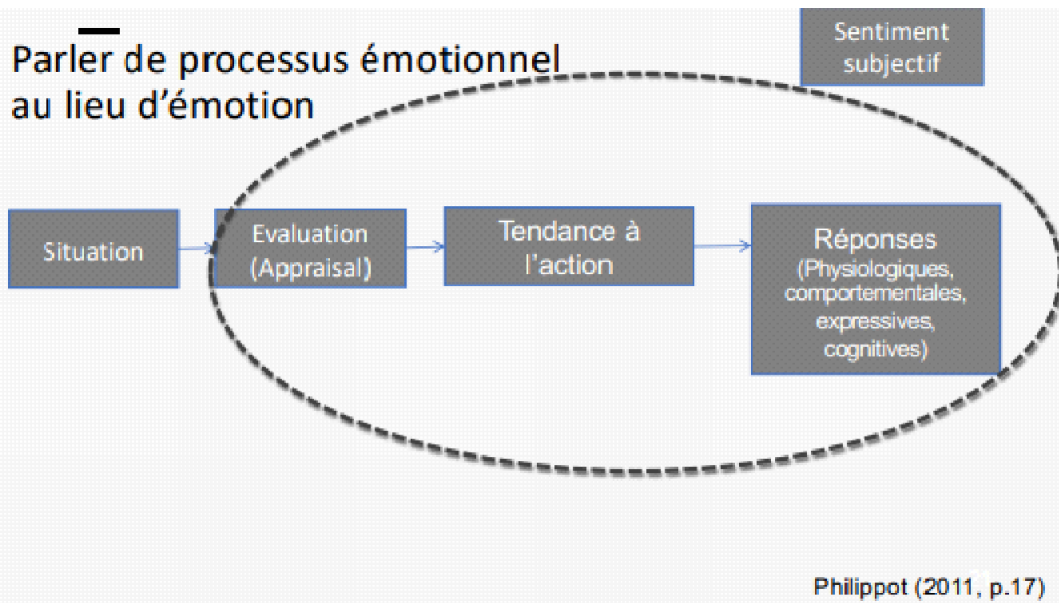 Parler de processus émotionnel
au lieu d'émotion
Sentiment
subjectif
Situation
Evaluation
(Appraisal)
Tendance à
l'action
Réponses
(Physiologiques,
comportementales,
expressives,
cognitives)
Philippot (2011, p.17)